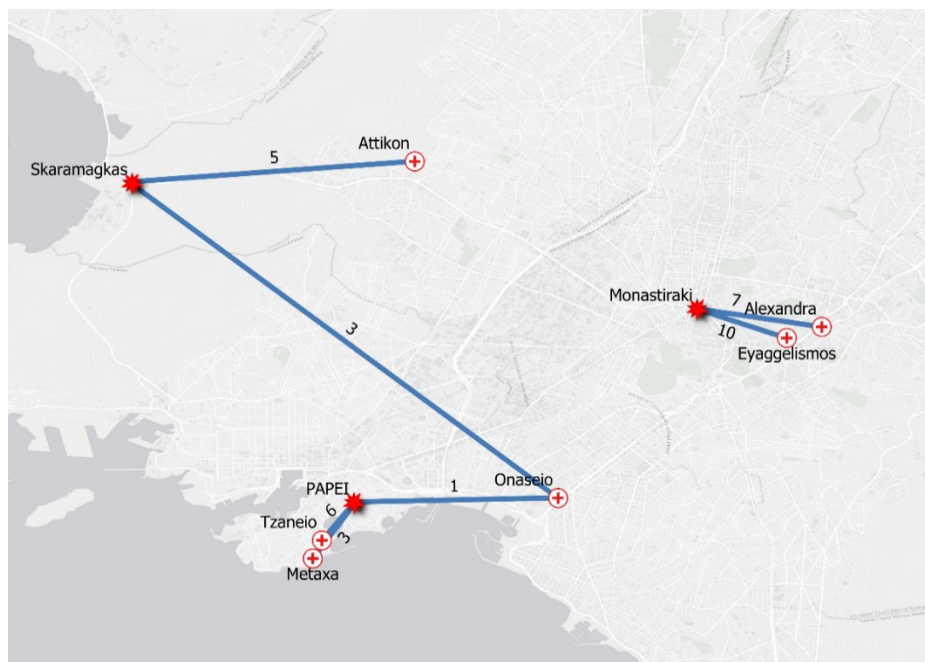 Attikon
5
Skaramagkas
Monastiraki
7
Alexandra
10
Eyaggelismos
3
Onaseio
1
PAPEI
6
Tzaneio
3
Metaxa